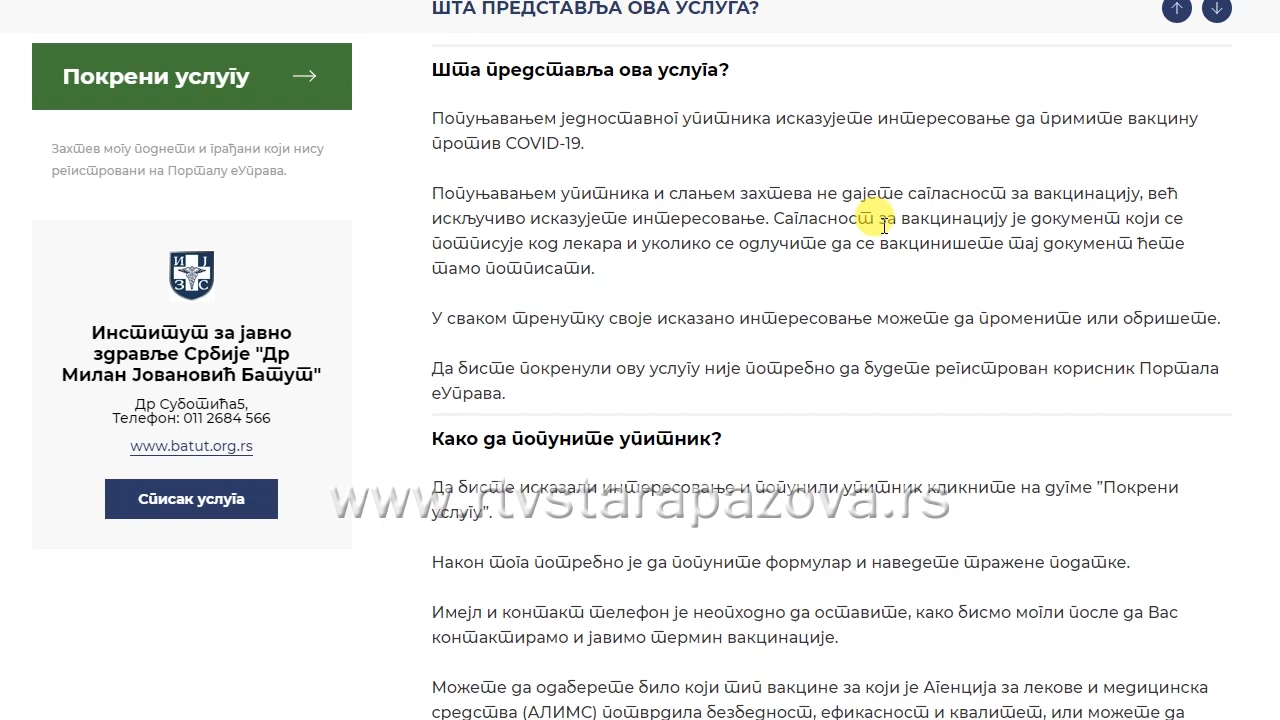 ШТА ПРЕДСТАВЉА ОВА УСЛУГА?
Покрени услугу
Захтев могу поднети и грађани који нису
регистровани на Порталу еУправа.
ИЈ
ЗС
Институт за јавно
здравље Србије "Др
Милан Јовановић Батут"
Др Суботића5,
Телефон: 011 2684 566
www.batut.org.rs
Списак услуга
Шта представља ова услуга?
Попуњавањем једноставног упитника исказујете интересовање да примите вакцину
против COVID-19.
Попуњавањем упитника и слањем захтева не дајете сагласност за вакцинацију, већ
искључиво исказујете интересовање. Сагласност за вакцинацију је документ који се
потписује код лекара и уколико се одлучите да се вакцинишете тај документ ћете
тамо потписати.
У сваком тренутку своје исказано интересовање можете да промените или обришете.
Да бисте покренули ову услугу није потребно да будете регистрован корисник Портала
еУправа.
Како да попуните упитник?
Да бисте исказали интересовање и попунили упитник кликните на дугме ”Покрени
услугу”.
www.rtvstarapazova.rs
Након тога потребно је да попуните формулар и наведете тражене податке.
Имејл и контакт телефон је неопходно да оставите, како бисмо могли после да Вас
контактирамо и јавимо термин вакцинације.
Можете да одаберете било који тип вакцине за који је Агенција за лекове и медицинска
средства (АЛИМС) потврдила безбедност, ефикасност и квалитет, или можете да